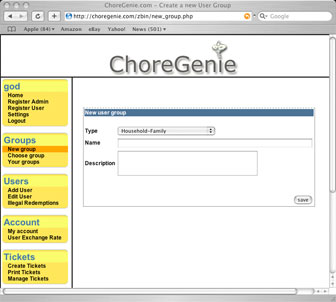 ChoreGenie.com – Create a new User Group
http://choregenie.com/zbin/new_group.php
Apple (84) Amazon eBay Yahoo! News (501)
ChoreGenie
god
Home
Register Admin
Register User
Settings
Logout
Groups
New group
Choose group
Your groups
Users
Add User
Edit User
Illegal Redemptions
Account
My account
User Exchange Rate
Tickets
Create Tickets
Print Tickets
Manage Tickets
New user group
Type Household-Family
Name
Description
save